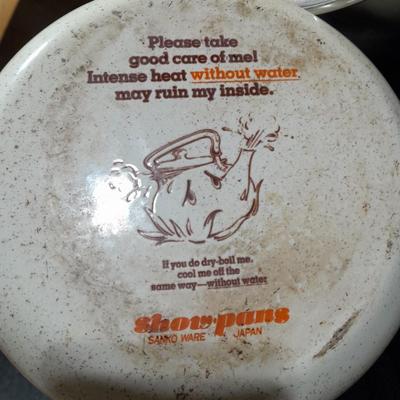 Please take
good care of me!
Intense heat without water
may ruin my inside.
If you do dry-boil me,
cool me off the
same way—without water
show-pans
SANKO WARE JAPAN